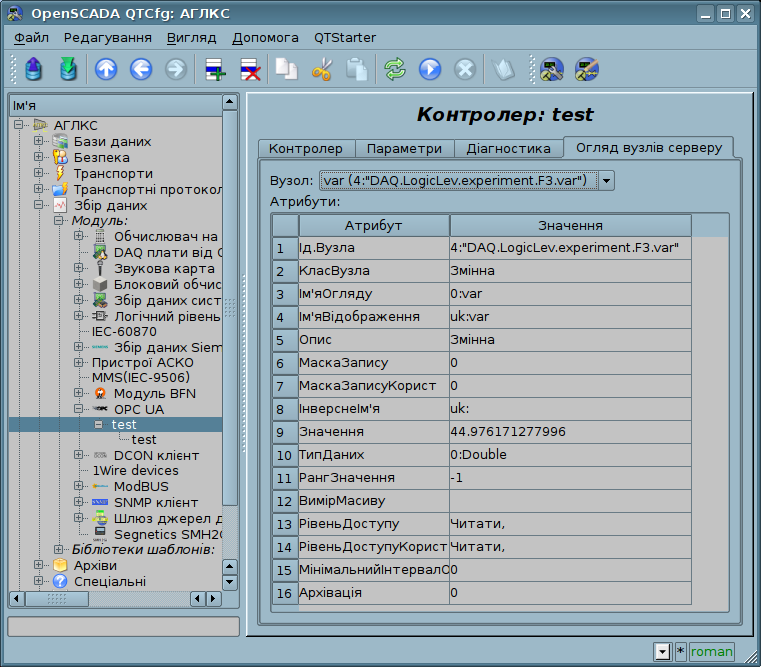 OpenSCADA QTCfg: АГЛКС
Файл Редагування Вигляд Допомога QTStarter
Ім'я
АГЛКС
Бази даних
Безпека
Транспорти
Транспортні протокол
Збір даних
Модуль:
Обчислювач на
DAQ плати від
Звукова карта
Блоковий обчис
Збір даних сист
Логічний рівень
IEC-60870
Збір даних Siem
Пристрої АСКО
MMS(IEC-9506)
Модуль BFN
OPC UA
test
test
DCON клієнт
1Wire devices
ModBUS
SNMP клієнт
Шлюз джерел д
Segnetics SMH20
Бібліотеки шаблонів:
Архіви
Спеціальні
Контролер: test
Контролер Параметри Діагностика Огляд вузлів серверу
Вузол: var (4:"DAQ.LogicLev.experiment.F3.var")
Атрибути:
Атрибут Значення
1 Ід.Вузла 4:"DAQ.LogicLev.experiment.F3.var"
2 КласВузла Змінна
3 Ім'яОгляду 0:var
4 Ім'яВідображення uk:var
5 Опис Змінна
6 МаскаЗапису 0
7 МаскаЗаписуКорист 0
8 ІнверснеІм'я uk:
9 Значення 44.976171277996
10 ТипДаних 0:Double
11 РангЗначення -1
12 ВимірМасиву
13 РівеньДоступу Читати,
14 РівеньДоступуКорист Читати,
15 МінімальнийІнтервалО 0
16 Архівація 0
* roman